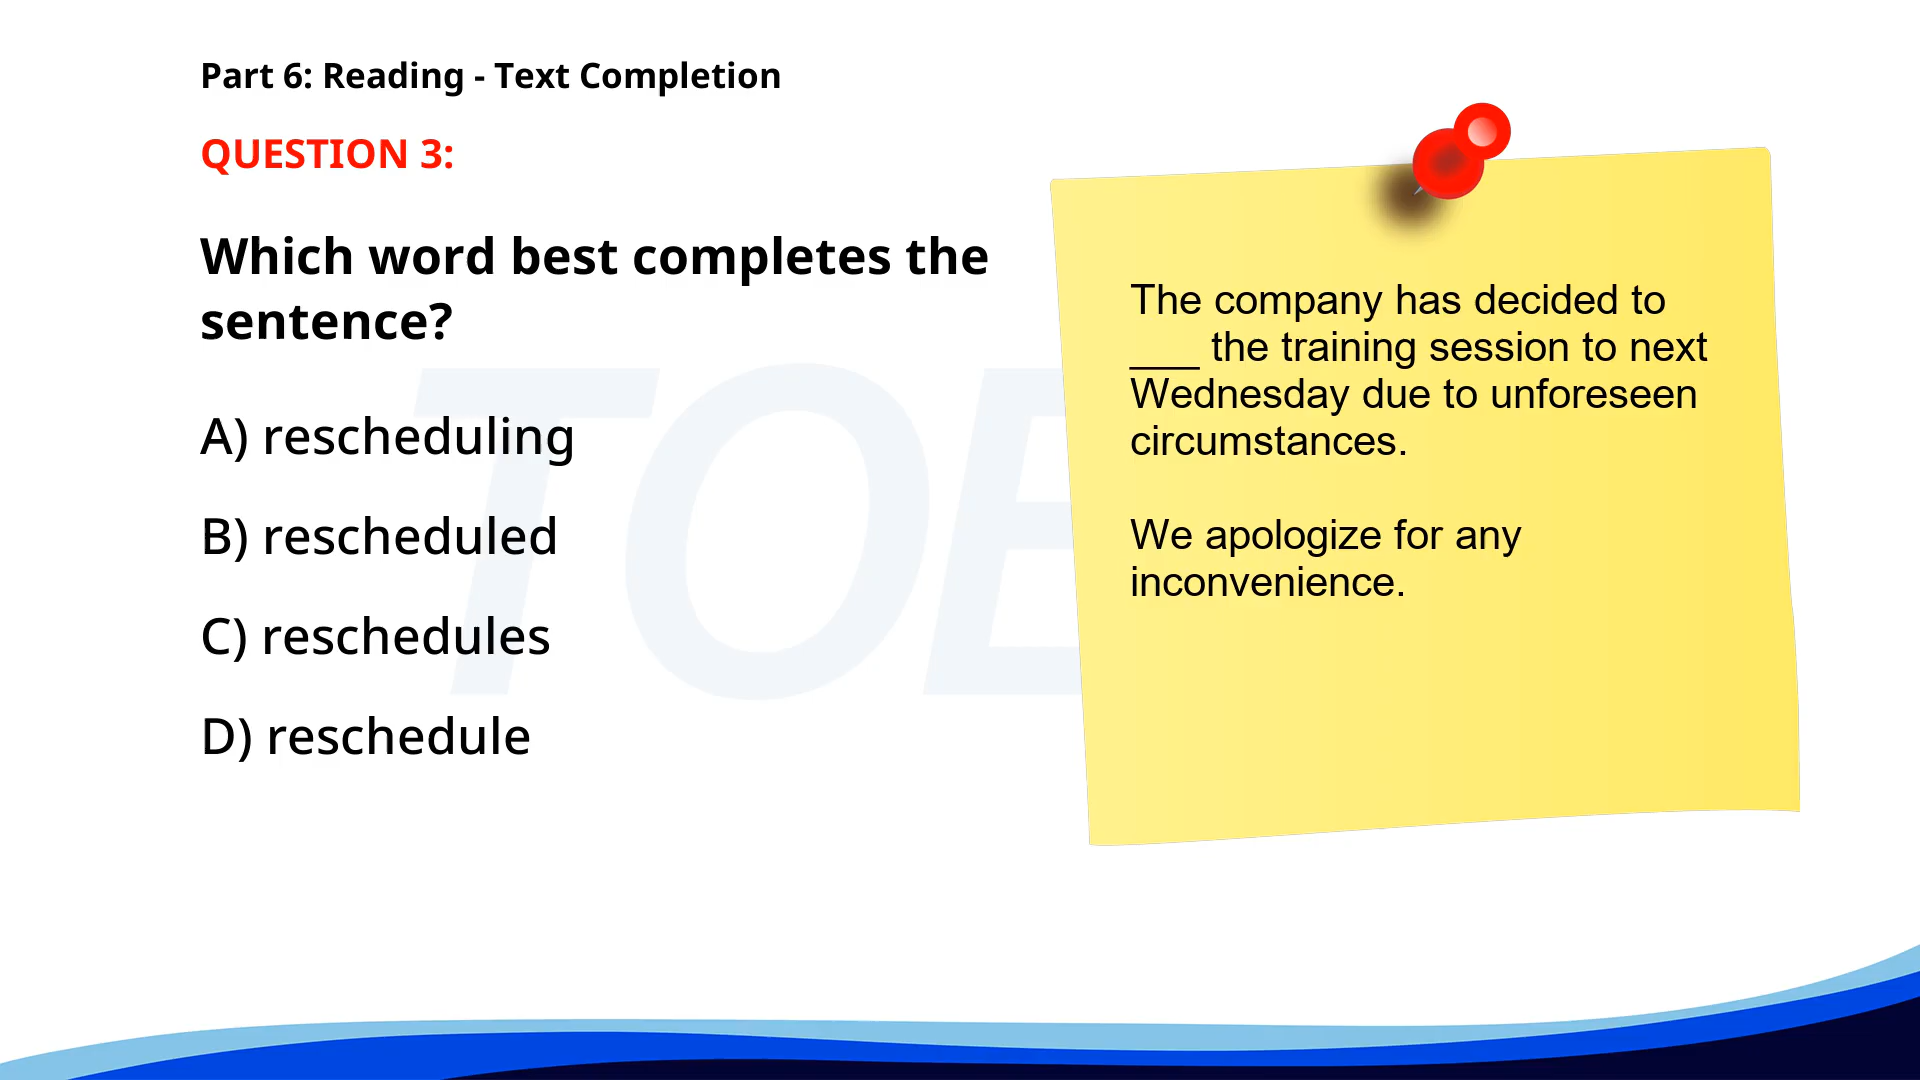 Part 6: Reading - Text Completion
QUESTION 3:
Which word best completes the
sentence?
A) rescheduling
B) rescheduled
C) reschedules
D) reschedule
The company has decided to
___ the training session to next
Wednesday due to unforeseen
circumstances.
We apologize for any
inconvenience.
TOE